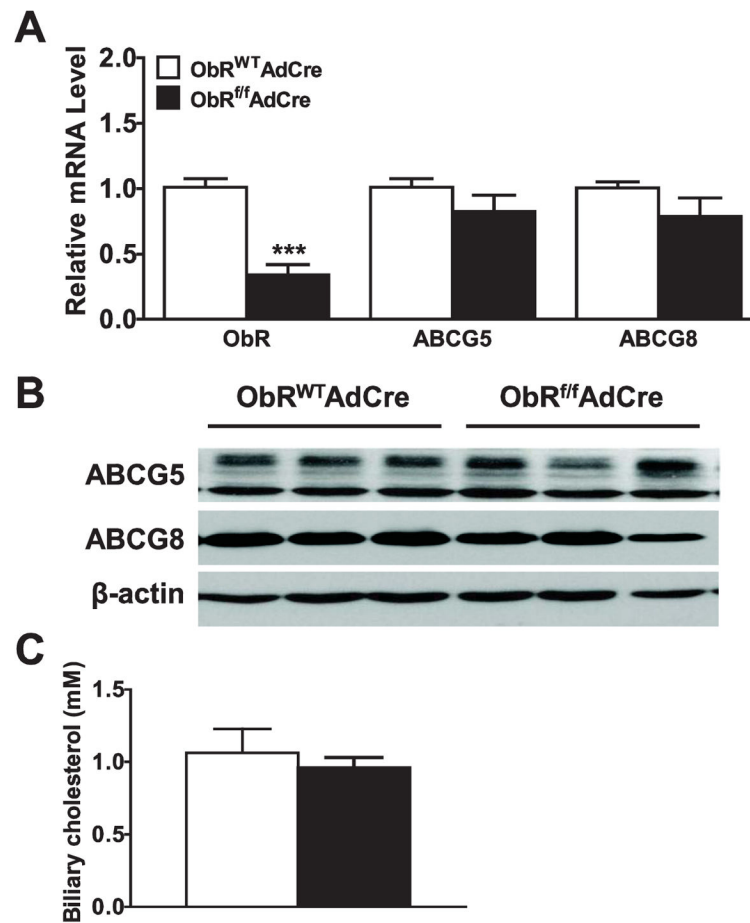 A
Relative mRNA Level
2.0
1.5
1.0
0.5
0.0
ObR^WT AdCre
ObR^f/f AdCre
***
ObR ABCG5 ABCG8
B
ObR^WT AdCre ObR^f/f AdCre
ABCG5
ABCG8
β-actin
C
Biliary cholesterol (mM)
1.5
1.0
0.5
0.0